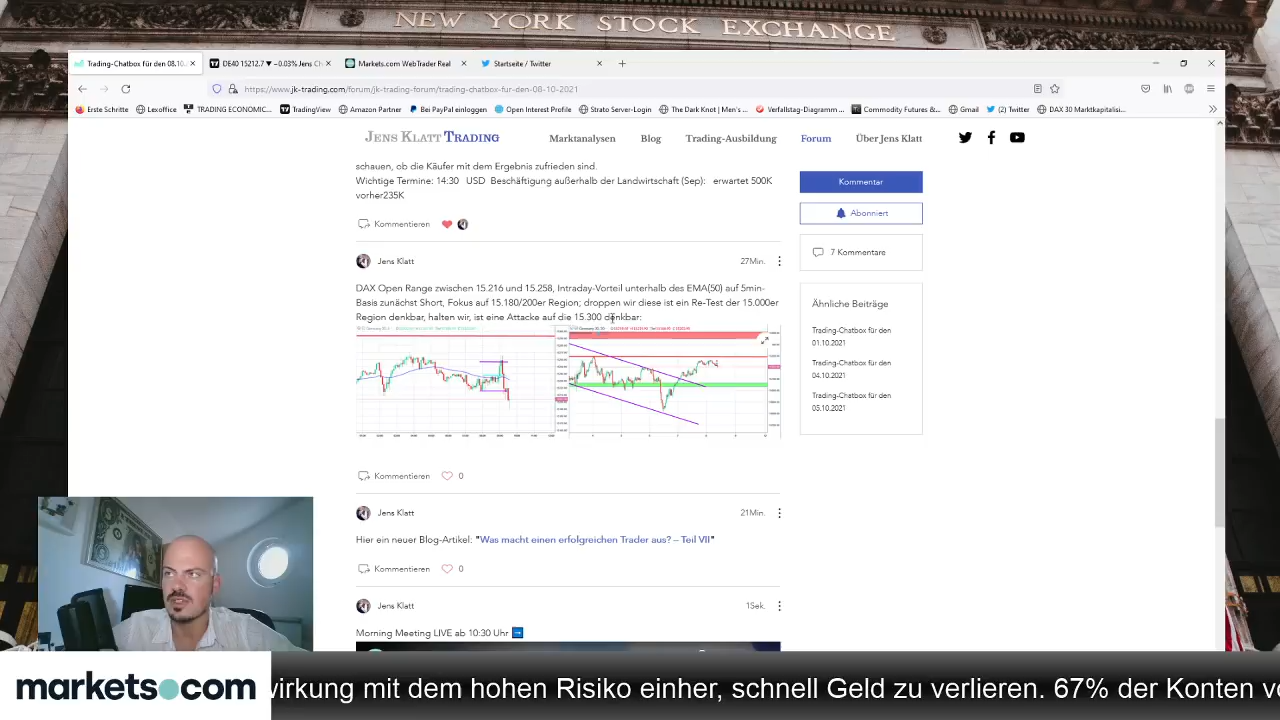 NEW YORK STOCK EXCHANGE
Trading-Chatbox für den 08.10.
DE40 15212.7 ▼ −0.03% Jens Ch
Markets.com WebTrader Real
Startseite / Twitter
https://www.jk-trading.com/forum/jk-trading-forum/trading-chatbox-fur-den-08-10-2021
Erste Schritte
Lexoffice
TRADING ECONOMIC...
TradingView
Amazon Partner
Bei PayPal einloggen
Open Interest Profile
Strato Server-Login
The Dark Knot | Men's ...
Verfallstag-Diagramm ...
Commodity Futures &...
Gmail
(2) Twitter
DAX 30 Marktkapitalisi...
JENS KLATT TRADING
Marktanalysen
Blog
Trading-Ausbildung
Forum
Über Jens Klatt
schauen, ob die Käufer mit dem Ergebnis zufrieden sind.
Wichtige Termine: 14:30 USD Beschäftigung außerhalb der Landwirtschaft (Sep): erwartet 500K
vorher235K
Kommentieren
Kommentar
Abonniert
7 Kommentare
Ähnliche Beiträge
Trading-Chatbox für den
01.10.2021
Trading-Chatbox für den
04.10.2021
Trading-Chatbox für den
05.10.2021
Jens Klatt
27Min.
DAX Open Range zwischen 15.216 und 15.258, Intraday-Vorteil unterhalb des EMA(50) auf 5min-
Basis zunächst Short, Fokus auf 15.180/200er Region; droppen wir diese ist ein Re-Test der 15.000er
Region denkbar, halten wir, ist eine Attacke auf die 15.300 denkbar:
Kommentieren
0
Jens Klatt
21Min.
Hier ein neuer Blog-Artikel: "Was macht einen erfolgreichen Trader aus? – Teil VII"
Kommentieren
0
Jens Klatt
1Sek.
Morning Meeting LIVE ab 10:30 Uhr
markets.com
wirkung mit dem hohen Risiko einher, schnell Geld zu verlieren. 67% der Konten vo